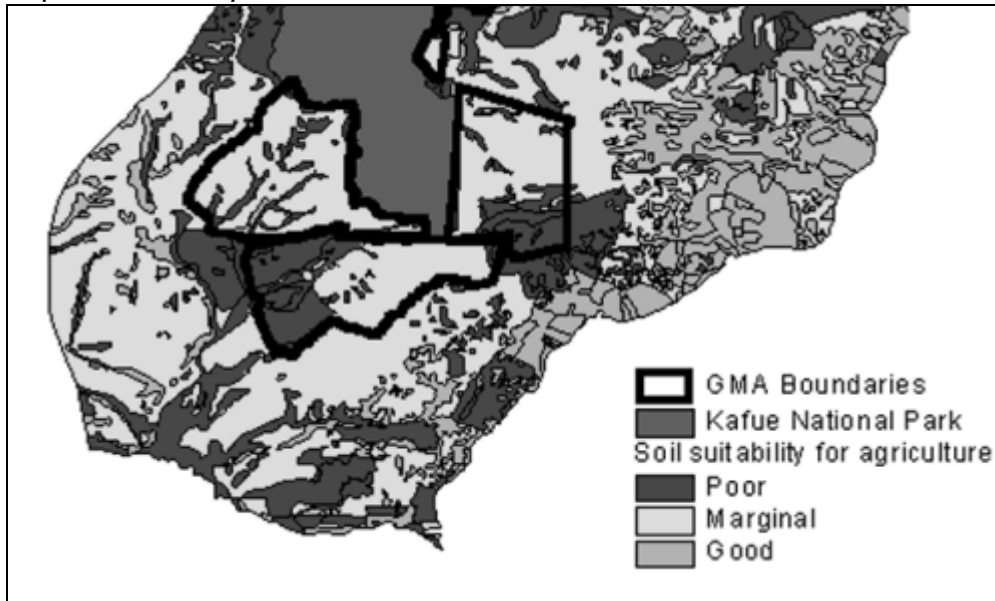 GMA Boundaries
Kafue National Park
Soil suitability for agriculture
Poor
Marginal
Good